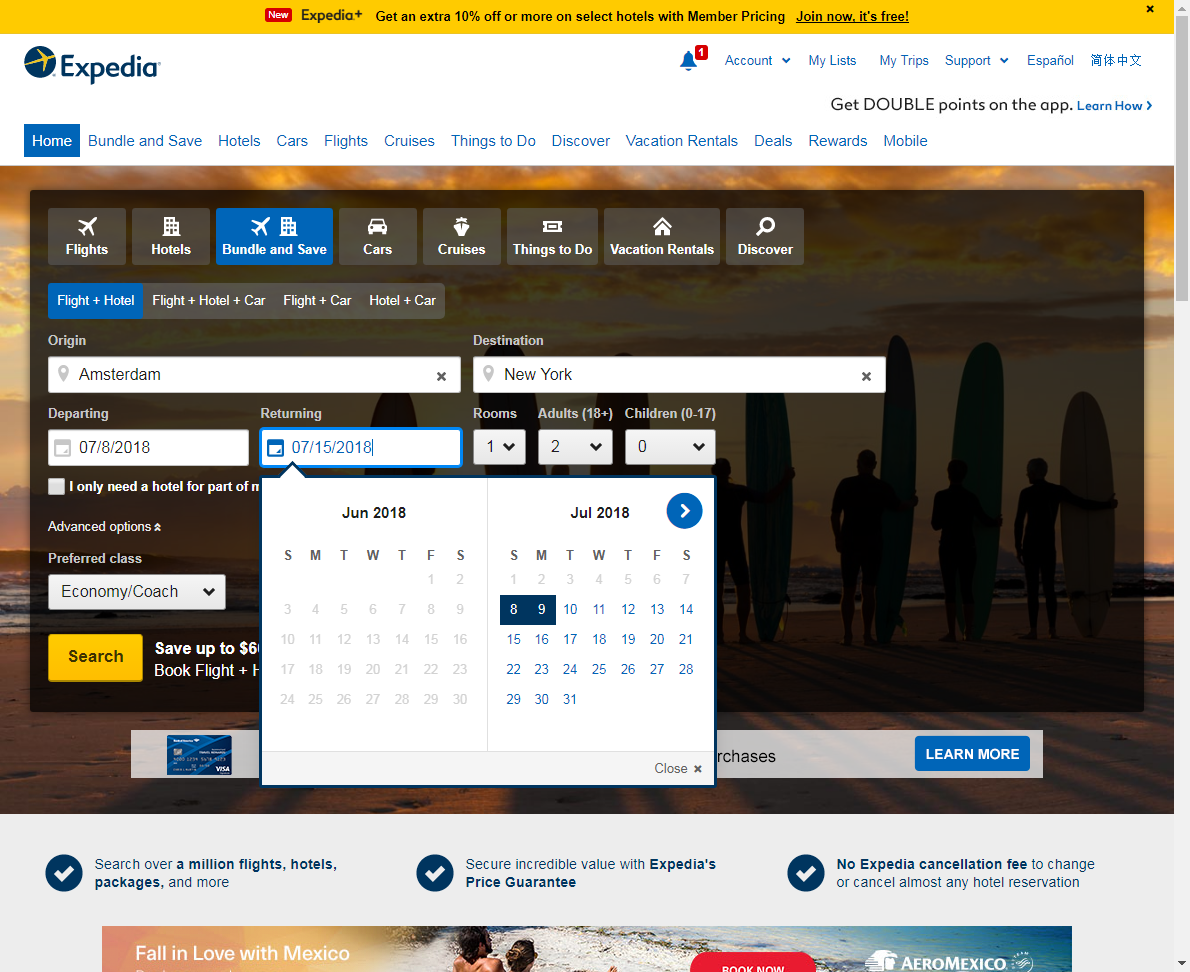 New Expedia+ Get an extra 10% off or more on select hotels with Member Pricing Join now, it's free! ×
Expedia
1 Account My Lists My Trips Support Español 简体中文
Get DOUBLE points on the app. Learn How ›
Home Bundle and Save Hotels Cars Flights Cruises Things to Do Discover Vacation Rentals Deals Rewards Mobile
Flights Hotels Bundle and Save Cars Cruises Things to Do Vacation Rentals Discover
Flight + Hotel Flight + Hotel + Car Flight + Car Hotel + Car
Origin Destination
Amsterdam × New York ×
Departing Returning Rooms Adults (18+) Children (0-17)
07/8/2018 07/15/2018 1 2 0
I only need a hotel for part of m
Jun 2018 Jul 2018
Advanced options
S M T W T F S S M T W T F S
Preferred class
1 2 1 2 3 4 5 6 7
Economy/Coach
3 4 5 6 7 8 9 8 9 10 11 12 13 14
10 11 12 13 14 15 16 15 16 17 18 19 20 21
Search Save up to $6
Book Flight + H
17 18 19 20 21 22 23 22 23 24 25 26 27 28
24 25 26 27 28 29 30 29 30 31
VISA rchases LEARN MORE
Close ×
Search over a million flights, hotels,
packages, and more
Secure incredible value with Expedia's
Price Guarantee
No Expedia cancellation fee to change
or cancel almost any hotel reservation
Fall in Love with Mexico
BOOK NOW AEROMEXICO